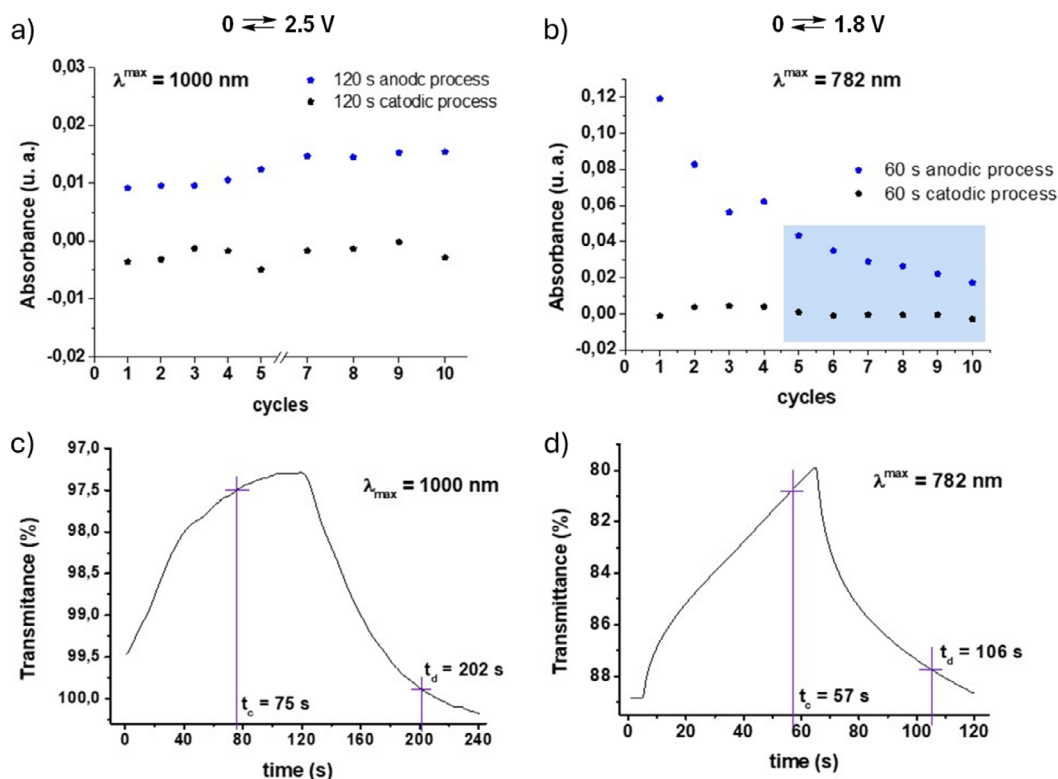 a)
0 ⇌ 2.5 V
λmax = 1000 nm
120 s anodc process
120 s catodic process
Absorbance (u. a.)
0,03
0,02
0,01
0,00
-0,01
-0,02
0 1 2 3 4 5 7 8 9 10
cycles
b)
0 ⇌ 1.8 V
λmax = 782 nm
60 s anodic process
60 s catodic process
Absorbance (u. a.)
0,12
0,10
0,08
0,06
0,04
0,02
0,00
-0,02
0 1 2 3 4 5 6 7 8 9 10
cycles
c)
λmax = 1000 nm
Transmitance (%)
97,0
97.5
98.0
98.5
99.0
99.5
100,0
td = 202 s
tc = 75 s
0 40 80 120 160 200 240
time (s)
d)
λmax = 782 nm
Transmittance (%)
80
82
84
86
88
td = 106 s
tc = 57 s
0 20 40 60 80 100 120
time (s)